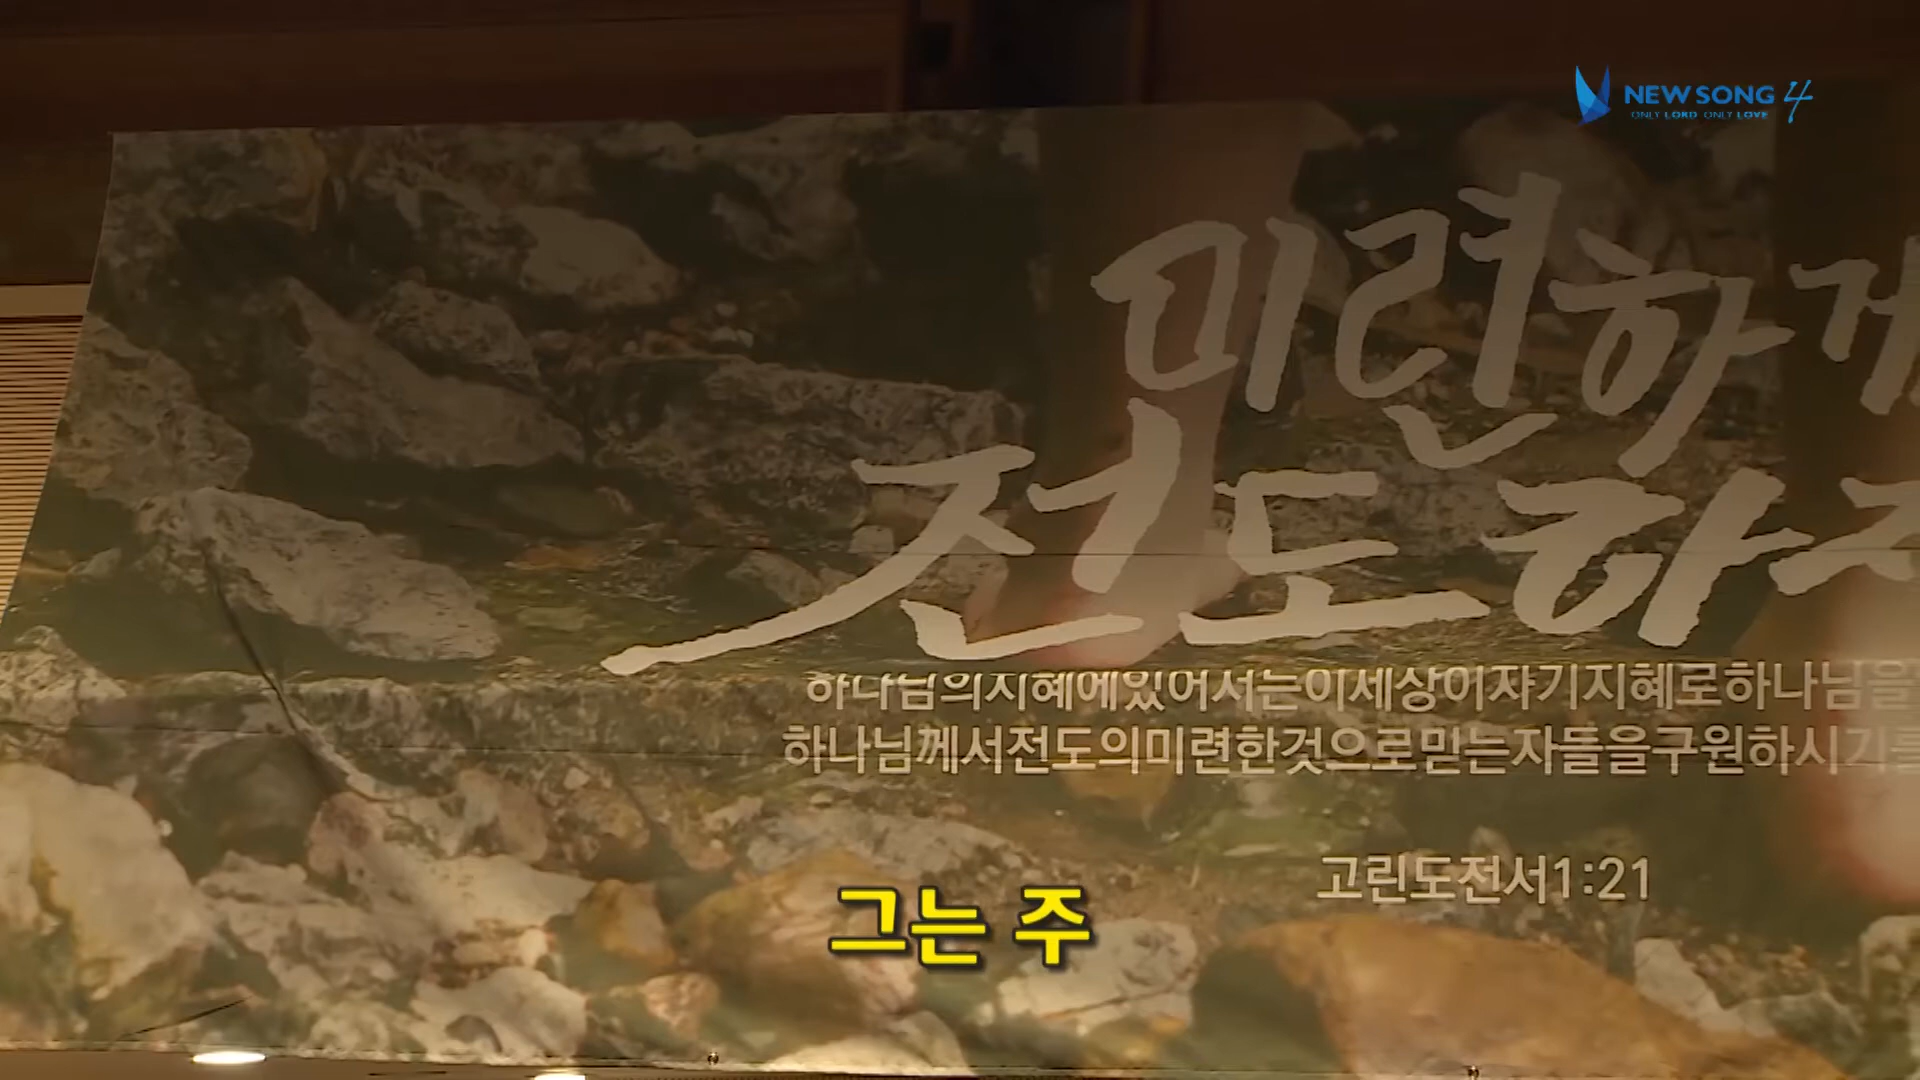 NEW SONG 4
ONLY LORD ONLY LOVE
미련하게
전도하
하나님의지혜에있어서는이세상이자기지혜로하나님을
하나님께서전도의미련한것으로믿는자들을구원하시기를
고린도전서1:21
그는 주